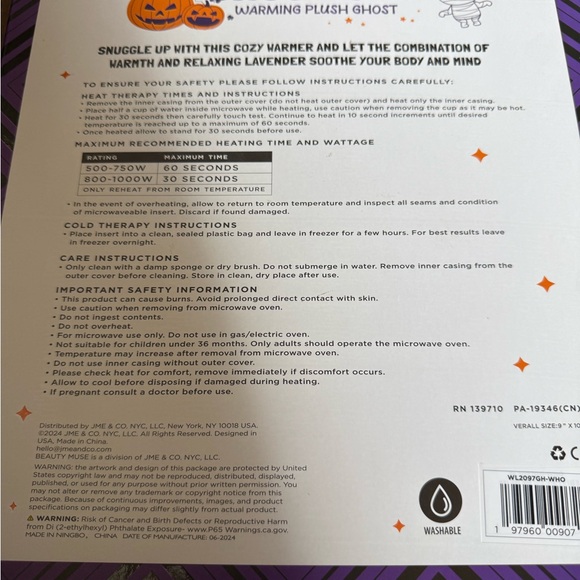 WARMING PLUSH GHOST
SNUGGLE UP WITH THIS COZY WARMER AND LET THE COMBINATION OF
WARMTH AND RELAXING LAVENDER SOOTHE YOUR BODY AND MIND
TO ENSURE YOUR SAFETY PLEASE FOLLOW INSTRUCTIONS CAREFULLY:
HEAT THERAPY TIMES AND INSTRUCTIONS
• Remove the inner casing from the outer cover (do not heat outer cover) and heat only the inner casing.
• Place half a cup of water inside microwave while heating, use caution when removing the cup as it may be hot.
• Heat for 30 seconds then carefully touch test. Continue to heat in 10 second increments until desired
temperature is reached up to a maximum of 60 seconds.
• Once heated allow to stand for 30 seconds before use.
MAXIMUM RECOMMENDED HEATING TIME AND WATTAGE
RATING MAXIMUM TIME
500-750W 60 SECONDS
800-1000W 30 SECONDS
ONLY REHEAT FROM ROOM TEMPERATURE
• In the event of overheating, allow to return to room temperature and inspect all seams and condition
of microwaveable insert. Discard if found damaged.
COLD THERAPY INSTRUCTIONS
• Place insert into a clean, sealed plastic bag and leave in freezer for a few hours. For best results leave
in freezer overnight.
CARE INSTRUCTIONS
• Only clean with a damp sponge or dry brush. Do not submerge in water. Remove inner casing from the
outer cover before cleaning. Store in clean, dry place after use.
IMPORTANT SAFETY INFORMATION
• This product can cause burns. Avoid prolonged direct contact with skin.
• Use caution when removing from microwave oven.
• Do not ingest contents.
• Do not overheat.
• For microwave use only. Do not use in gas/electric oven.
• Not suitable for children under 36 months. Only adults should operate the microwave oven.
• Temperature may increase after removal from microwave oven.
• Do not use inner casing without outer cover.
• Please check heat for comfort, remove immediately if discomfort occurs.
• Allow to cool before disposing if damaged during heating.
• If pregnant consult a doctor before use.
RN 139710 PA-19346(CN)
VERALL SIZE:9" X 10
Distributed by JME & CO. NYC, LLC, New York, NY 10018 USA.
©2024 JME & CO. NYC, LLC. All Rights Reserved. Designed in
USA, Made in China.
hello@jmeandco.com
BEAUTY MUSE is a division of JME & CO. NYC, LLC.
WARNING: the artwork and design of this package are protected by United
States copyright law and may not be reproduced, distributed, displayed,
published, or used for any purpose without prior written permission. You
may not alter or remove any trademark or copyright notice from this
package. Because of continuous improvements, images, and product
specifications on packaging may differ slightly from actual product.
⚠ WARNING: Risk of Cancer and Birth Defects or Reproductive Harm
from Di (2-ethylhexyl) Phthalate Exposure- www.P65 Warnings.ca.gov.
MADE IN NINGBO, CHINA DATE OF MANUFACTURE: 06-2024
WASHABLE
WL2097GH-WHO
1 97960 00907